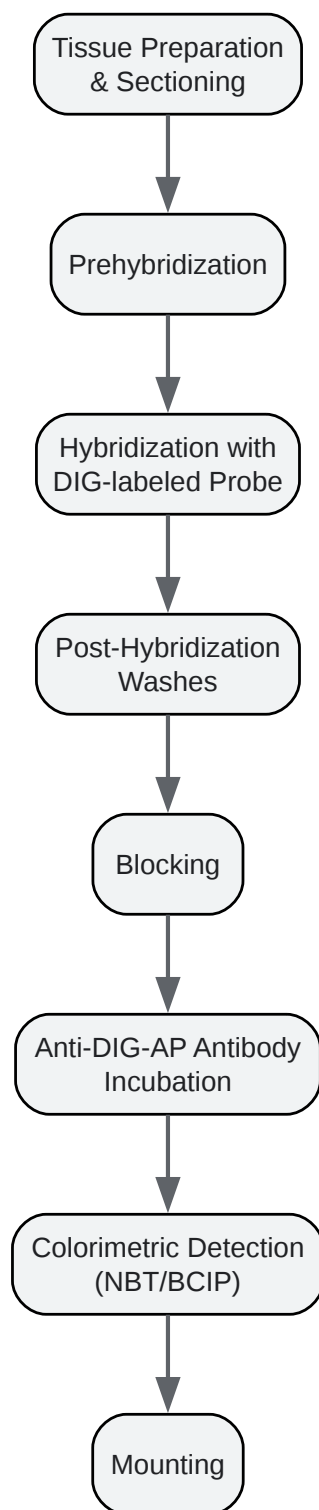 Tissue Preparation
& Sectioning
Prehybridization
Hybridization with
DIG-labeled Probe
Post-Hybridization
Washes
Blocking
Anti-DIG-AP Antibody
Incubation
Colorimetric Detection
(NBT/BCIP)
Mounting